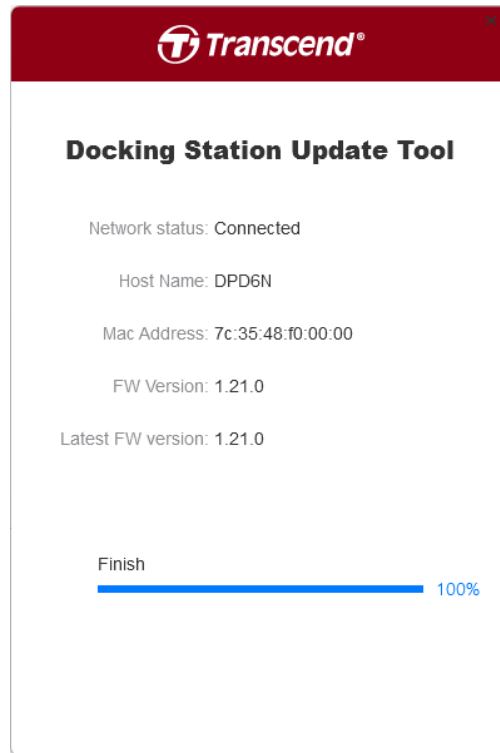 Transcend®
Docking Station Update Tool
Network status: Connected
Host Name: DPD6N
Mac Address: 7c:35:48:f0:00:00
FW Version: 1.21.0
Latest FW version: 1.21.0
Finish
100%